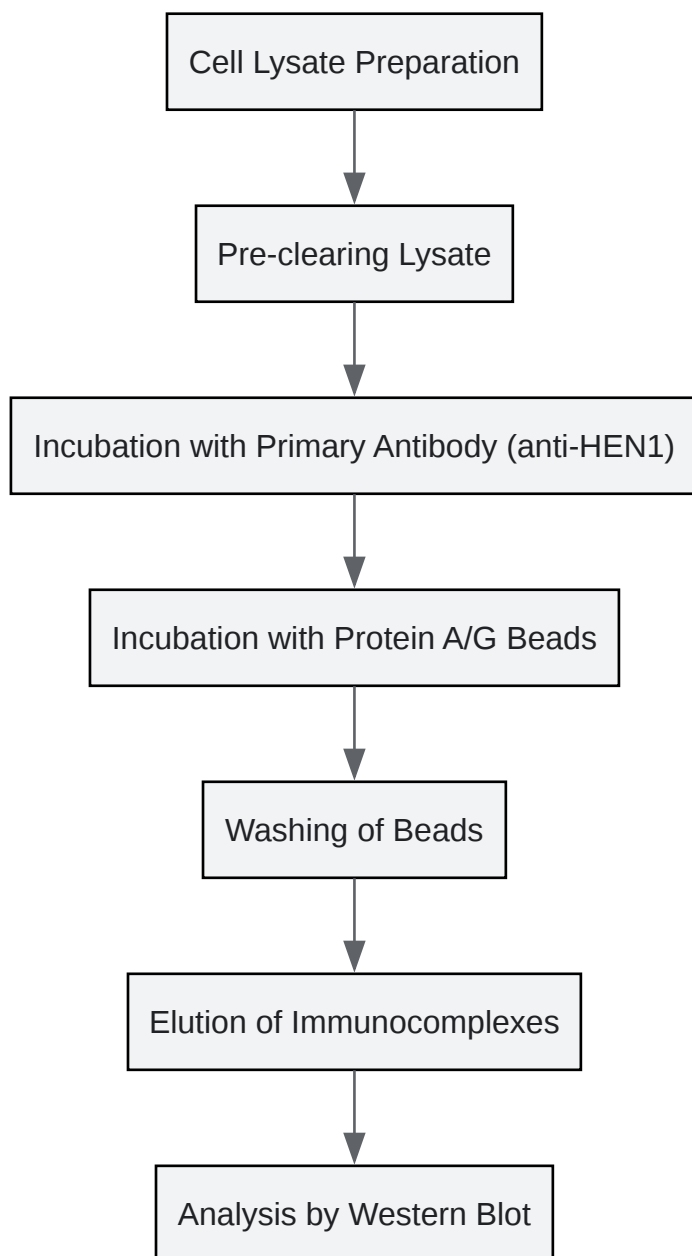 Cell Lysate Preparation
Pre-clearing Lysate
Incubation with Primary Antibody (anti-HEN1)
Incubation with Protein A/G Beads
Washing of Beads
Elution of Immunocomplexes
Analysis by Western Blot